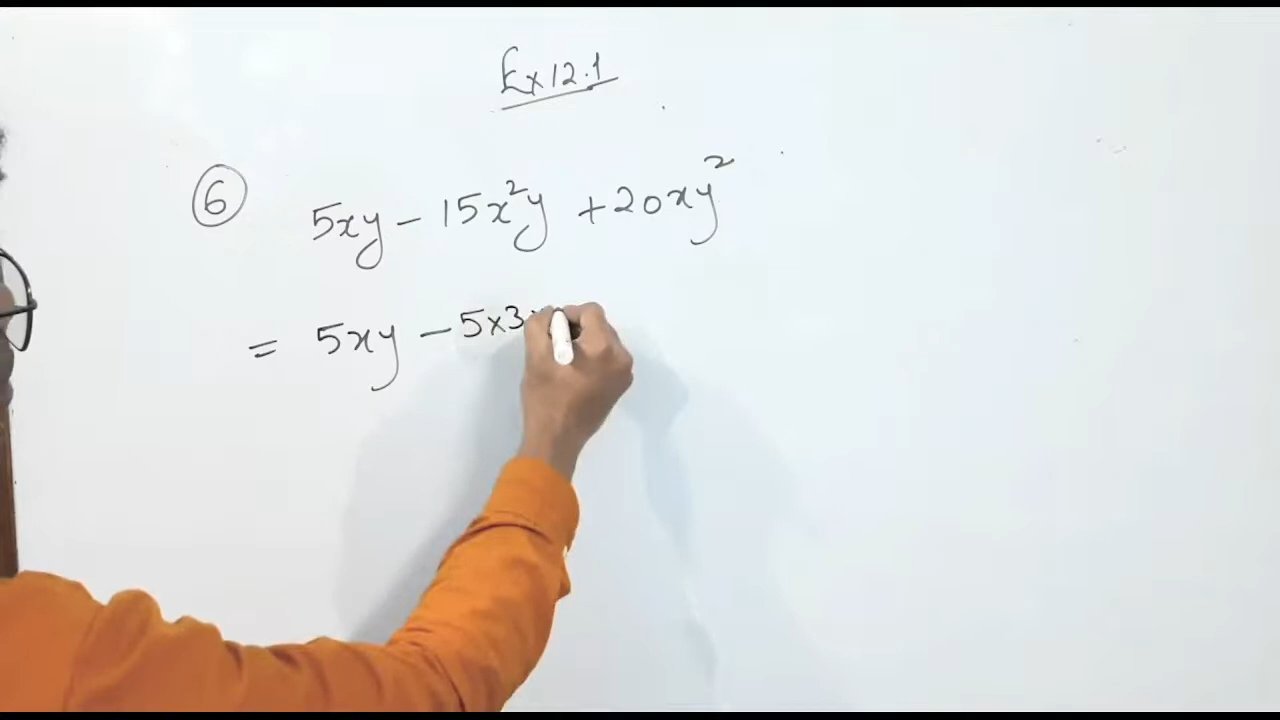 Ex 12.1
⑥ 5xy - 15x²y + 20xy²
= 5xy - 5×3×